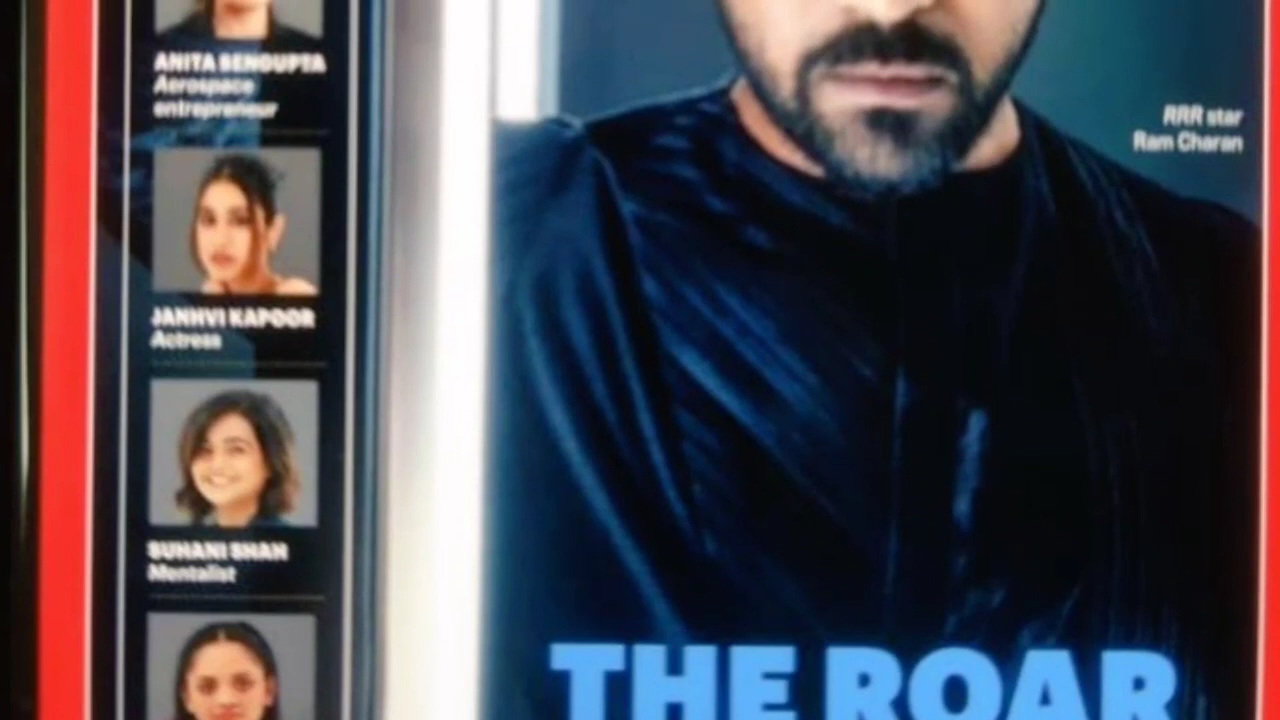 ANITA SENGUPTA
Aerospace
entrepreneur
JANHVI KAPOOR
Actress
SUHANI SHAH
Mentalist
RRR star
Ram Charan
THE ROAR